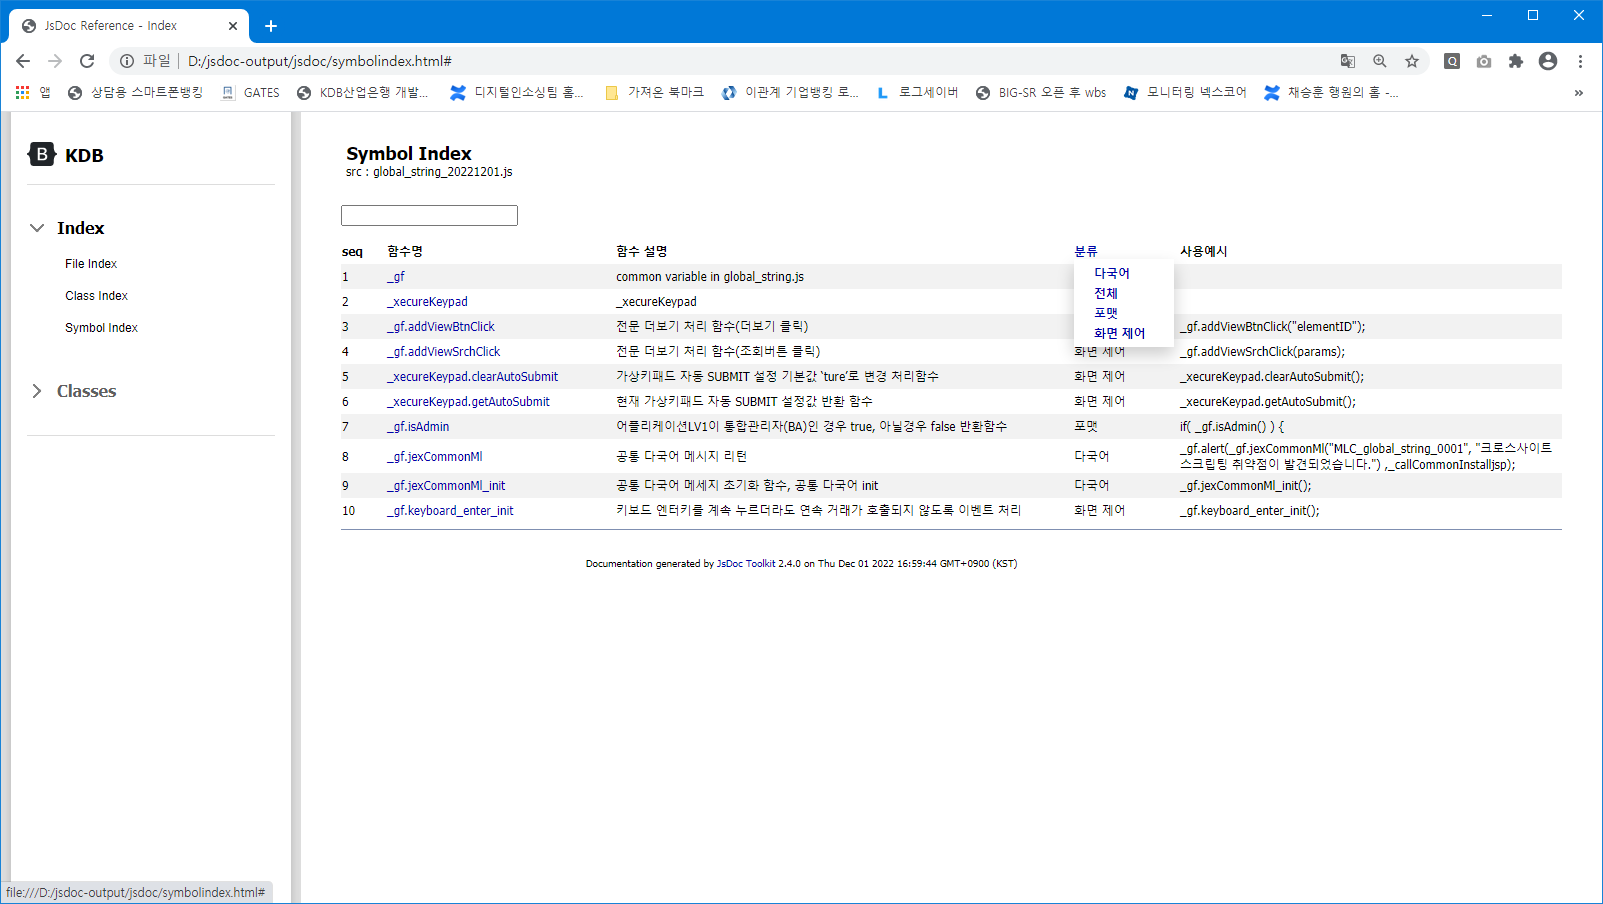 JsDoc Reference - Index
파일 D:/jsdoc-output/jsdoc/symbolindex.html#
앱 상담용 스마트폰뱅킹 GATES KDB산업은행 개발... 디지털인소싱팀 홈... 가져온 북마크 이관계 기업뱅킹 로... 로그세이버 BIG-SR 오픈 후 wbs 모니터링 넥스코어 채승훈 행원의 홈 -... »
B KDB
Index
File Index
Class Index
Symbol Index
Classes
Symbol Index
src : global_string_20221201.js
seq 함수명 함수 설명 분류 사용예시
다국어
전체
포맷
화면 제어
1 _gf common variable in global_string.js
2 _xecureKeypad _xecureKeypad
3 _gf.addViewBtnClick 전문 더보기 처리 함수(더보기 클릭) _gf.addViewBtnClick("elementID");
4 _gf.addViewSrchClick 전문 더보기 처리 함수(조회버튼 클릭) 화면 제어 _gf.addViewSrchClick(params);
5 _xecureKeypad.clearAutoSubmit 가상키패드 자동 SUBMIT 설정 기본값 'ture'로 변경 처리함수 화면 제어 _xecureKeypad.clearAutoSubmit();
6 _xecureKeypad.getAutoSubmit 현재 가상키패드 자동 SUBMIT 설정값 반환 함수 화면 제어 _xecureKeypad.getAutoSubmit();
7 _gf.isAdmin 어플리케이션LV1이 통합관리자(BA)인 경우 true, 아닐경우 false 반환함수 포맷 if( _gf.isAdmin() ) {
8 _gf.jexCommonMl 공통 다국어 메시지 리턴 다국어 _gf.alert(_gf.jexCommonMl("MLC_global_string_0001", "크로스사이트
스크립팅 취약점이 발견되었습니다.") ,_callCommonInstalljsp);
9 _gf.jexCommonMl_init 공통 다국어 메세지 초기화 함수, 공통 다국어 init 다국어 _gf.jexCommonMl_init();
10 _gf.keyboard_enter_init 키보드 엔터키를 계속 누르더라도 연속 거래가 호출되지 않도록 이벤트 처리 화면 제어 _gf.keyboard_enter_init();
Documentation generated by JsDoc Toolkit 2.4.0 on Thu Dec 01 2022 16:59:44 GMT+0900 (KST)
file:///D:/jsdoc-output/jsdoc/symbolindex.html#